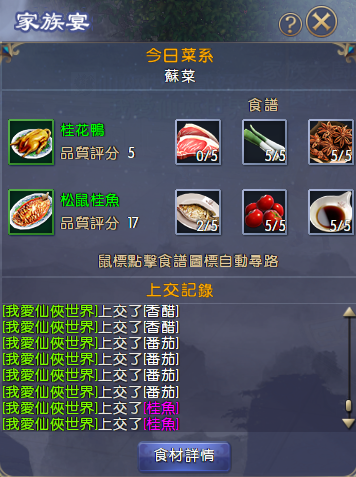 家族宴
今日菜系
蘇菜
食譜
桂花鴨
品質評分 5
0/5 5/5 5/5
松鼠桂魚
品質評分 17
2/5 5/5 5/5
鼠標點擊食譜圖標自動尋路
上交記錄
[我愛仙俠世界]上交了[香醋]
[我愛仙俠世界]上交了[香醋]
[我愛仙俠世界]上交了[番茄]
[我愛仙俠世界]上交了[番茄]
[我愛仙俠世界]上交了[番茄]
[我愛仙俠世界]上交了[番茄]
[我愛仙俠世界]上交了[桂魚]
[我愛仙俠世界]上交了[桂魚]
食材詳情